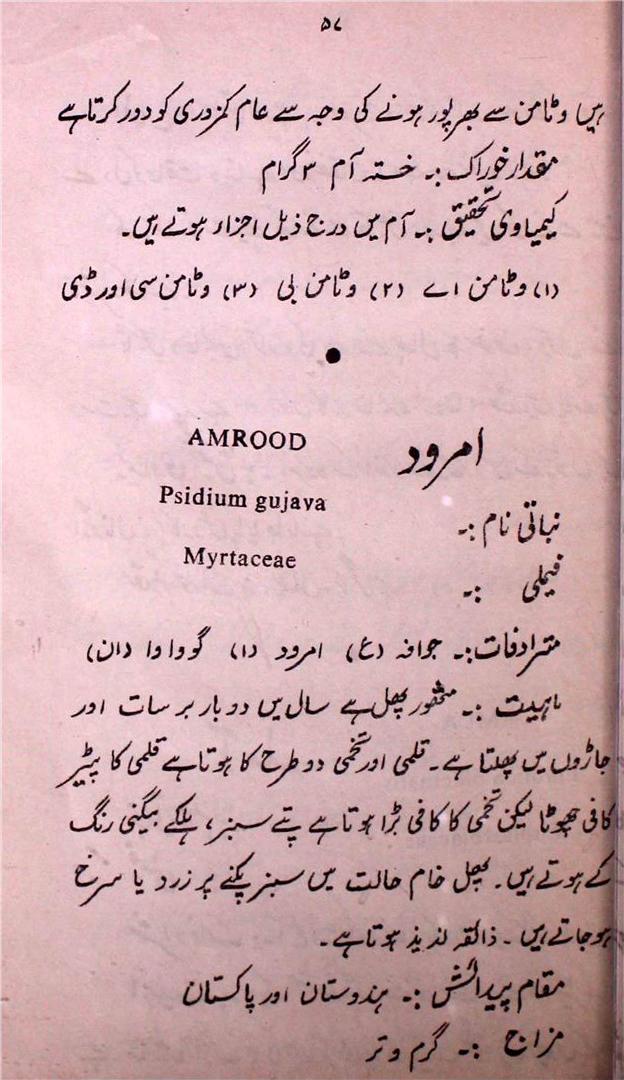 ۵۷
ہیں وٹامن سے بھرپور ہونے کی وجہ سے عام کمزوری کو دور کرتا ہے
مقدار خوراک :۔ خستہ آم ۳ گرام
کیمیاوی تحقیق :۔ آم میں درج ذیل اجزاء ہوتے ہیں۔
(۱) وٹامن اے (۲) وٹامن بی (۳) وٹامن سی اور ڈی
امرود AMROOD
نباتی نام :۔ Psidium gujava
فیملی :۔ Myrtaceae
مترادفات :۔ جوافہ (ع) امرود (ا) گووا وا (ان)
ماہیت :۔ مشہور پھل ہے سال میں دوبار برسات اور
جاڑوں میں پھلتا ہے۔ قلمی اور تخمی دو طرح کا ہوتا ہے قلمی کا پیڑ
کافی چھوٹا لیکن تخمی کا کافی بڑا ہوتا ہے پتے سبز، ہلکے بیگنی رنگ
کے ہوتے ہیں۔ پھل خام حالت میں سبز پکنے پر زرد یا سرخ
ہو جاتے ہیں۔ ذائقہ لذیذ ہوتا ہے۔
مقام پیدائش :۔ ہندوستان اور پاکستان
مزاج :۔ گرم و تر